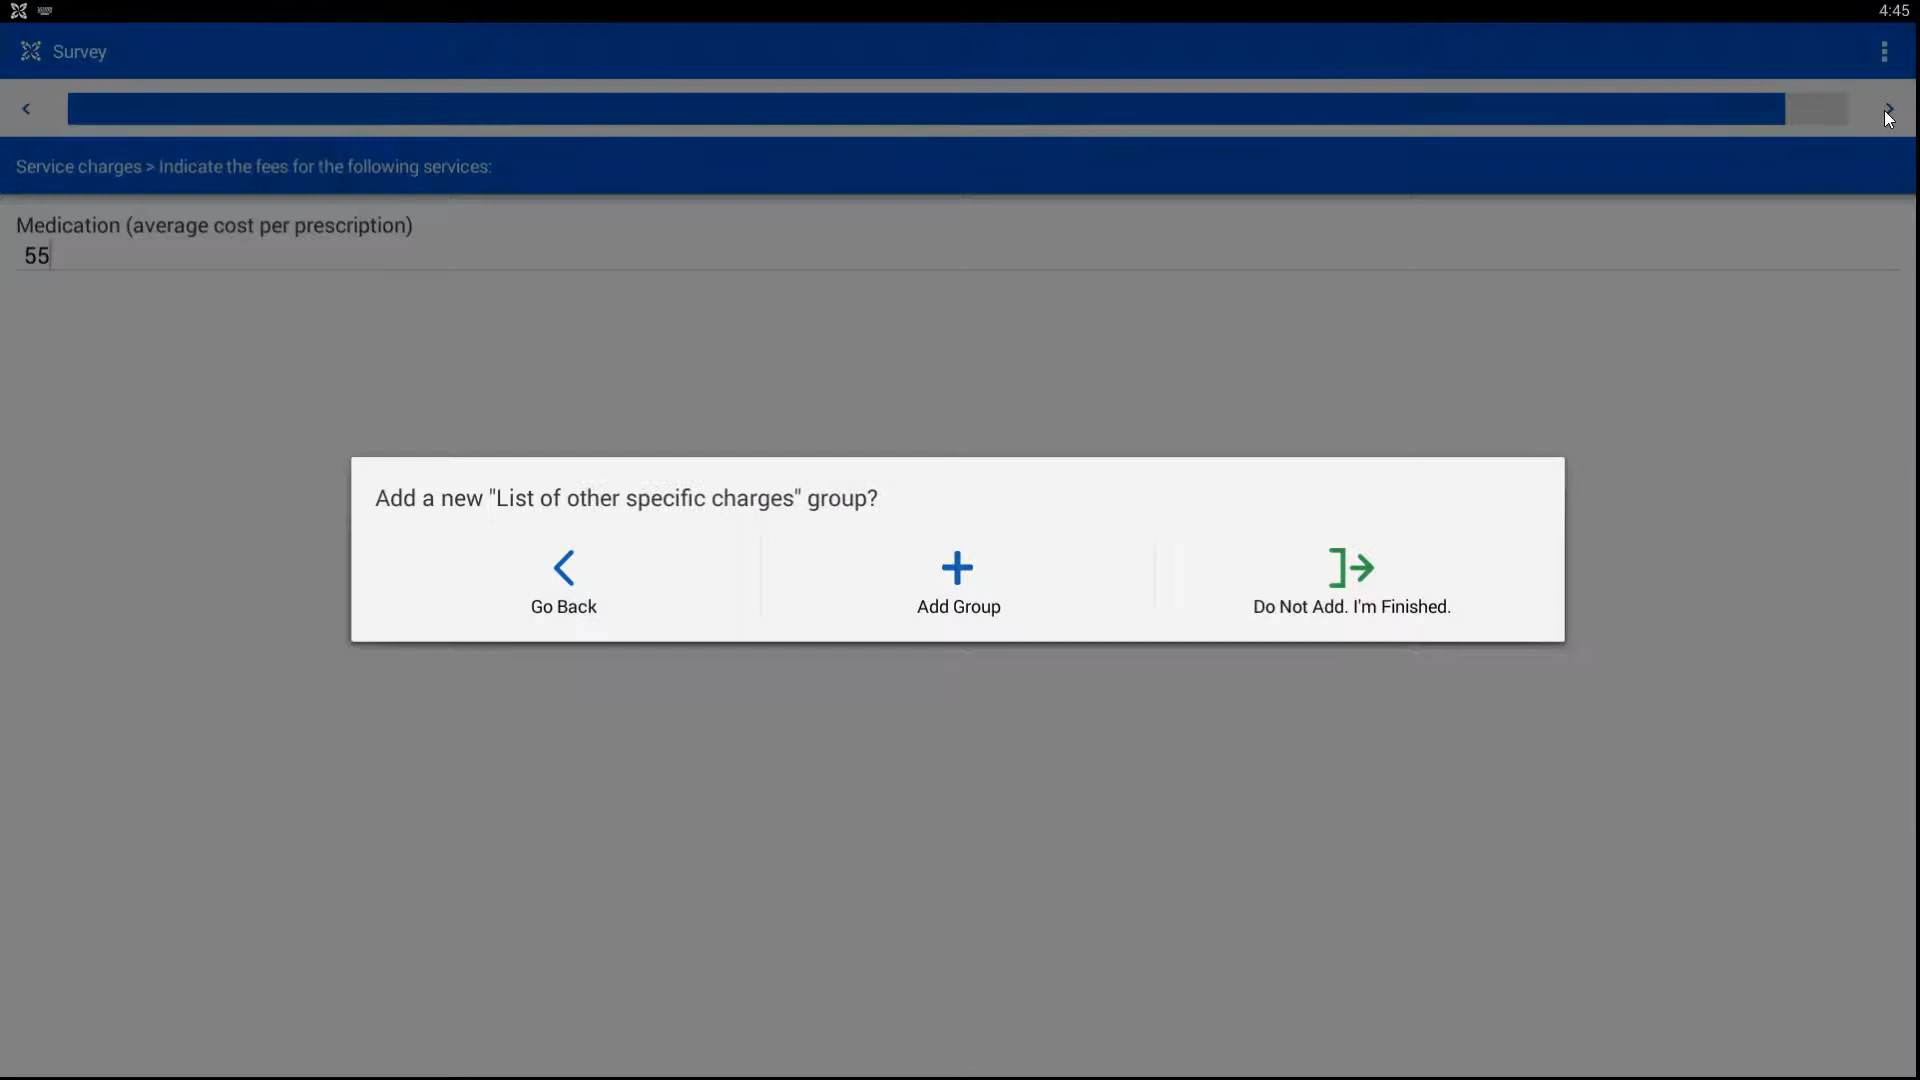 4:45
Survey
Service charges > Indicate the fees for the following services:
Medication (average cost per prescription)
55
Add a new "List of other specific charges" group?
Go Back
Add Group
Do Not Add. I'm Finished.